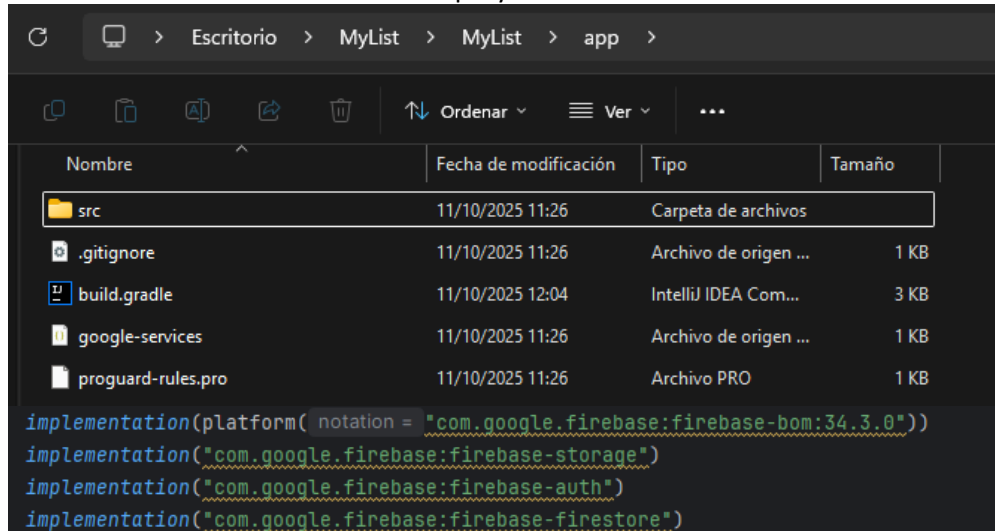 Escritorio > MyList > MyList > app >
Ordenar Ver ...
Nombre Fecha de modificación Tipo Tamaño
src 11/10/2025 11:26 Carpeta de archivos
.gitignore 11/10/2025 11:26 Archivo de origen ... 1 KB
build.gradle 11/10/2025 12:04 IntelliJ IDEA Com... 3 KB
google-services 11/10/2025 11:26 Archivo de origen ... 1 KB
proguard-rules.pro 11/10/2025 11:26 Archivo PRO 1 KB
implementation(platform( notation = "com.google.firebase:firebase-bom:34.3.0"))
implementation("com.google.firebase:firebase-storage")
implementation("com.google.firebase:firebase-auth")
implementation("com.google.firebase:firebase-firestore")